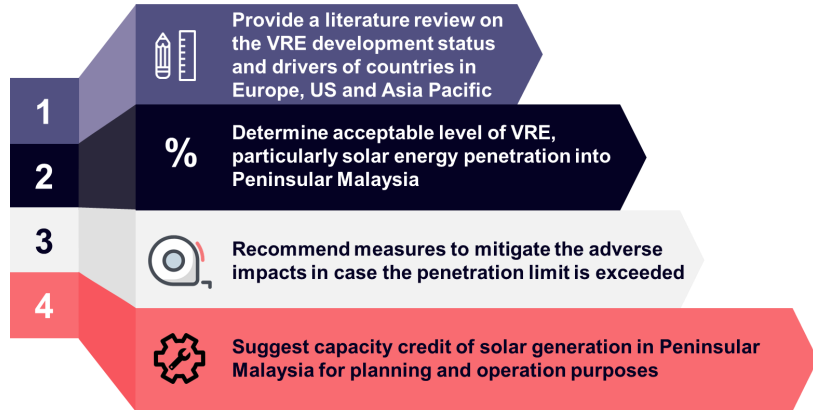 1
Provide a literature review on
the VRE development status
and drivers of countries in
Europe, US and Asia Pacific
2
%
Determine acceptable level of VRE,
particularly solar energy penetration into
Peninsular Malaysia
3
Recommend measures to mitigate the adverse
impacts in case the penetration limit is exceeded
4
Suggest capacity credit of solar generation in Peninsular
Malaysia for planning and operation purposes